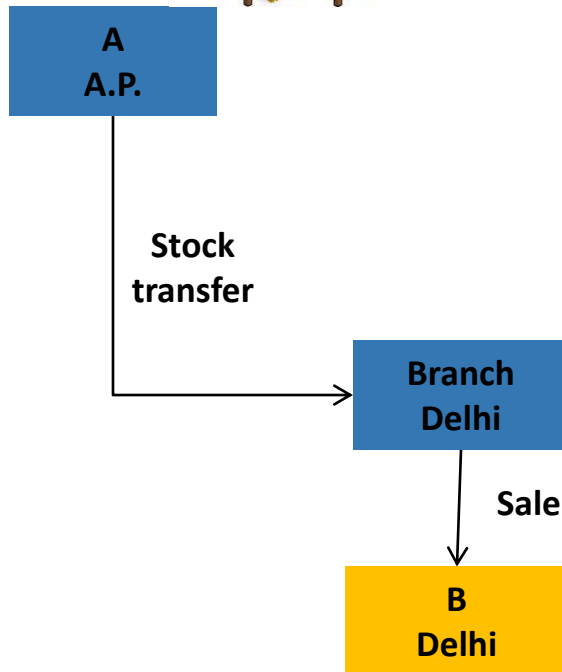 A
A.P.
Stock
transfer
Branch
Delhi
Sale
B
Delhi